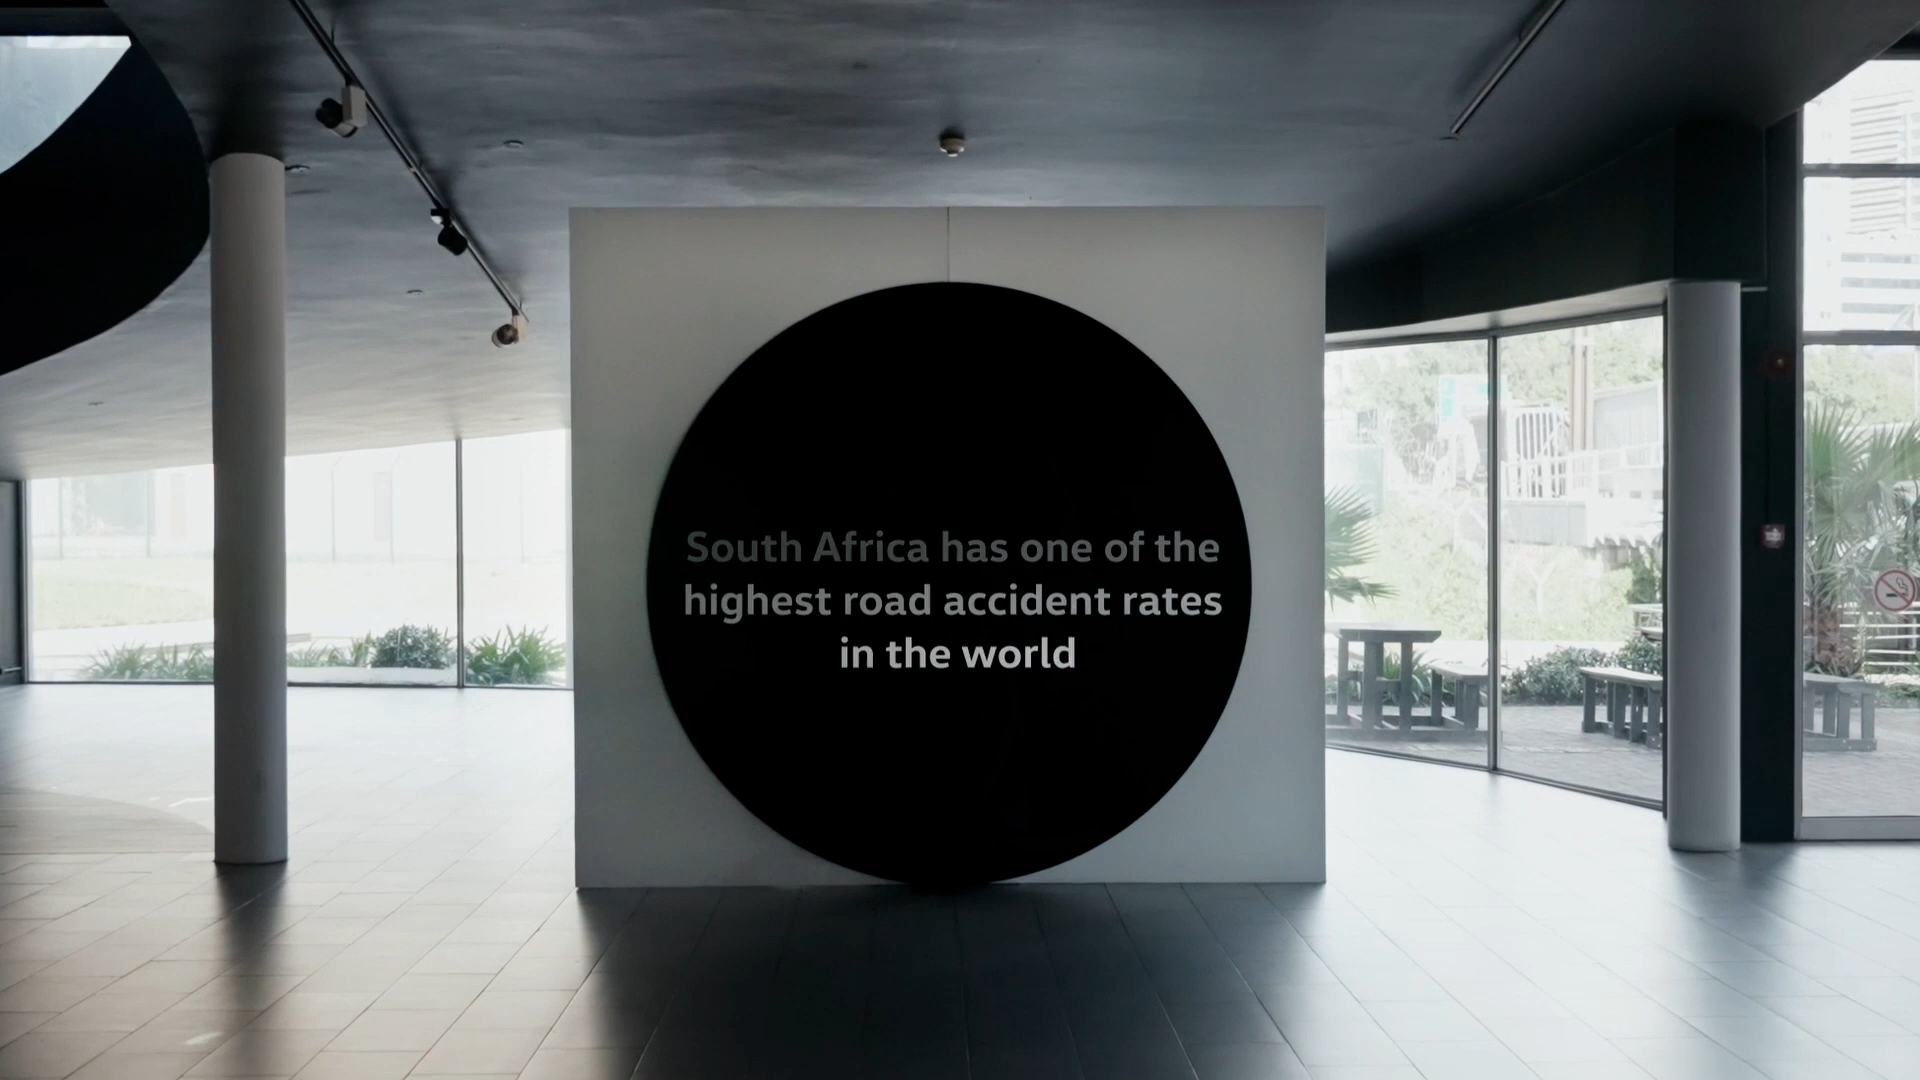 South Africa has one of the
highest road accident rates
in the world